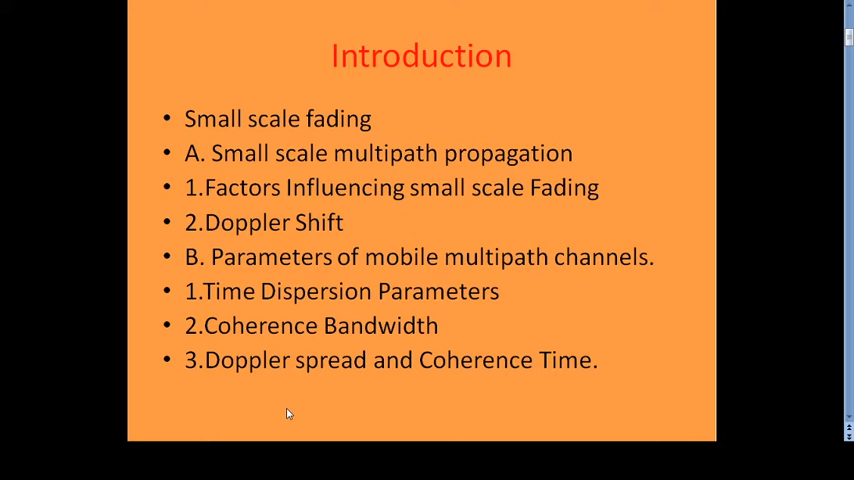 Introduction
• Small scale fading
• A. Small scale multipath propagation
• 1.Factors Influencing small scale Fading
• 2.Doppler Shift
• B. Parameters of mobile multipath channels.
• 1.Time Dispersion Parameters
• 2.Coherence Bandwidth
• 3.Doppler spread and Coherence Time.